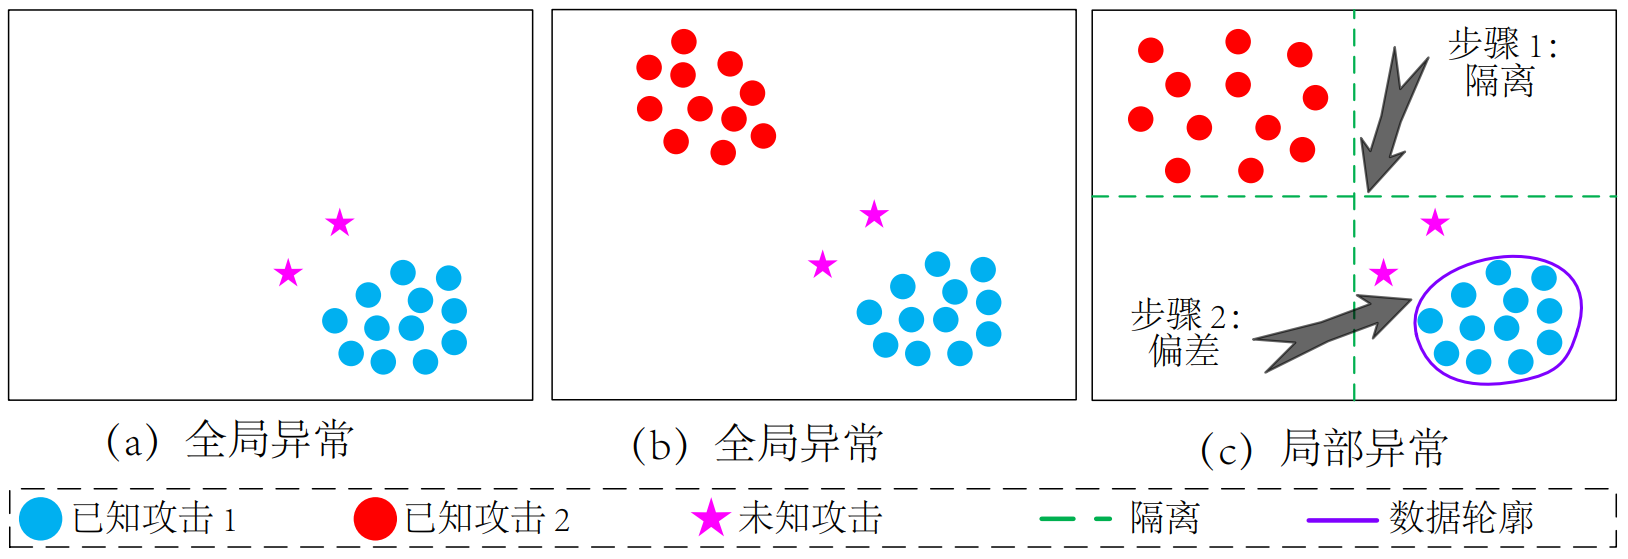 步骤 1：
隔离
步骤 2：
偏差
（a）全局异常
（b）全局异常
（c）局部异常
已知攻击 1
已知攻击 2
未知攻击
隔离
数据轮廓